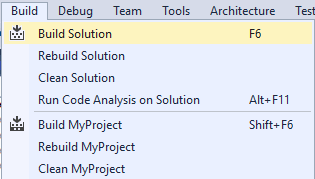 Build Debug Team Tools Architecture Test
Build Solution F6
Rebuild Solution
Clean Solution
Run Code Analysis on Solution Alt+F11
Build MyProject Shift+F6
Rebuild MyProject
Clean MyProject